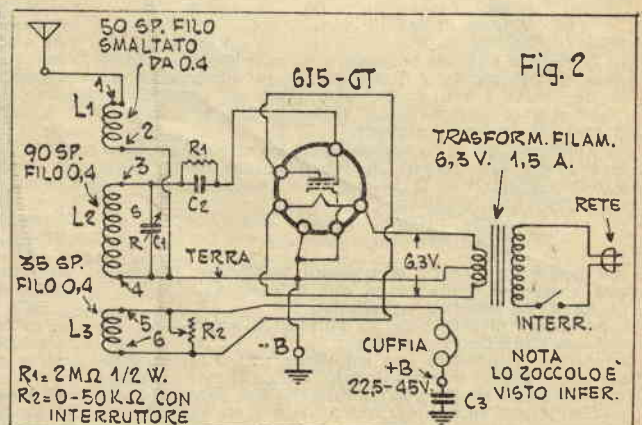 50 SP. FILO
SMALTATO
DA 0.4
6J5-GT
Fig. 2
1
L1
2
TRASFORM. FILAM.
6,3 V. 1,5 A.
90 SP.
FILO 0,4
3
R1
C2
L2
S
R
C1
RETE
TERRA
6,3V.
4
35 SP.
FILO 0,4
INTERR.
5
L3
6
R2
-B
CUFFIA
+B
22,5-45V.
C3
NOTA
LO ZOCCOLO È
VISTO INFER.
R1= 2MΩ 1/2 W.
R2= 0-50KΩ CON
INTERRUTTORE